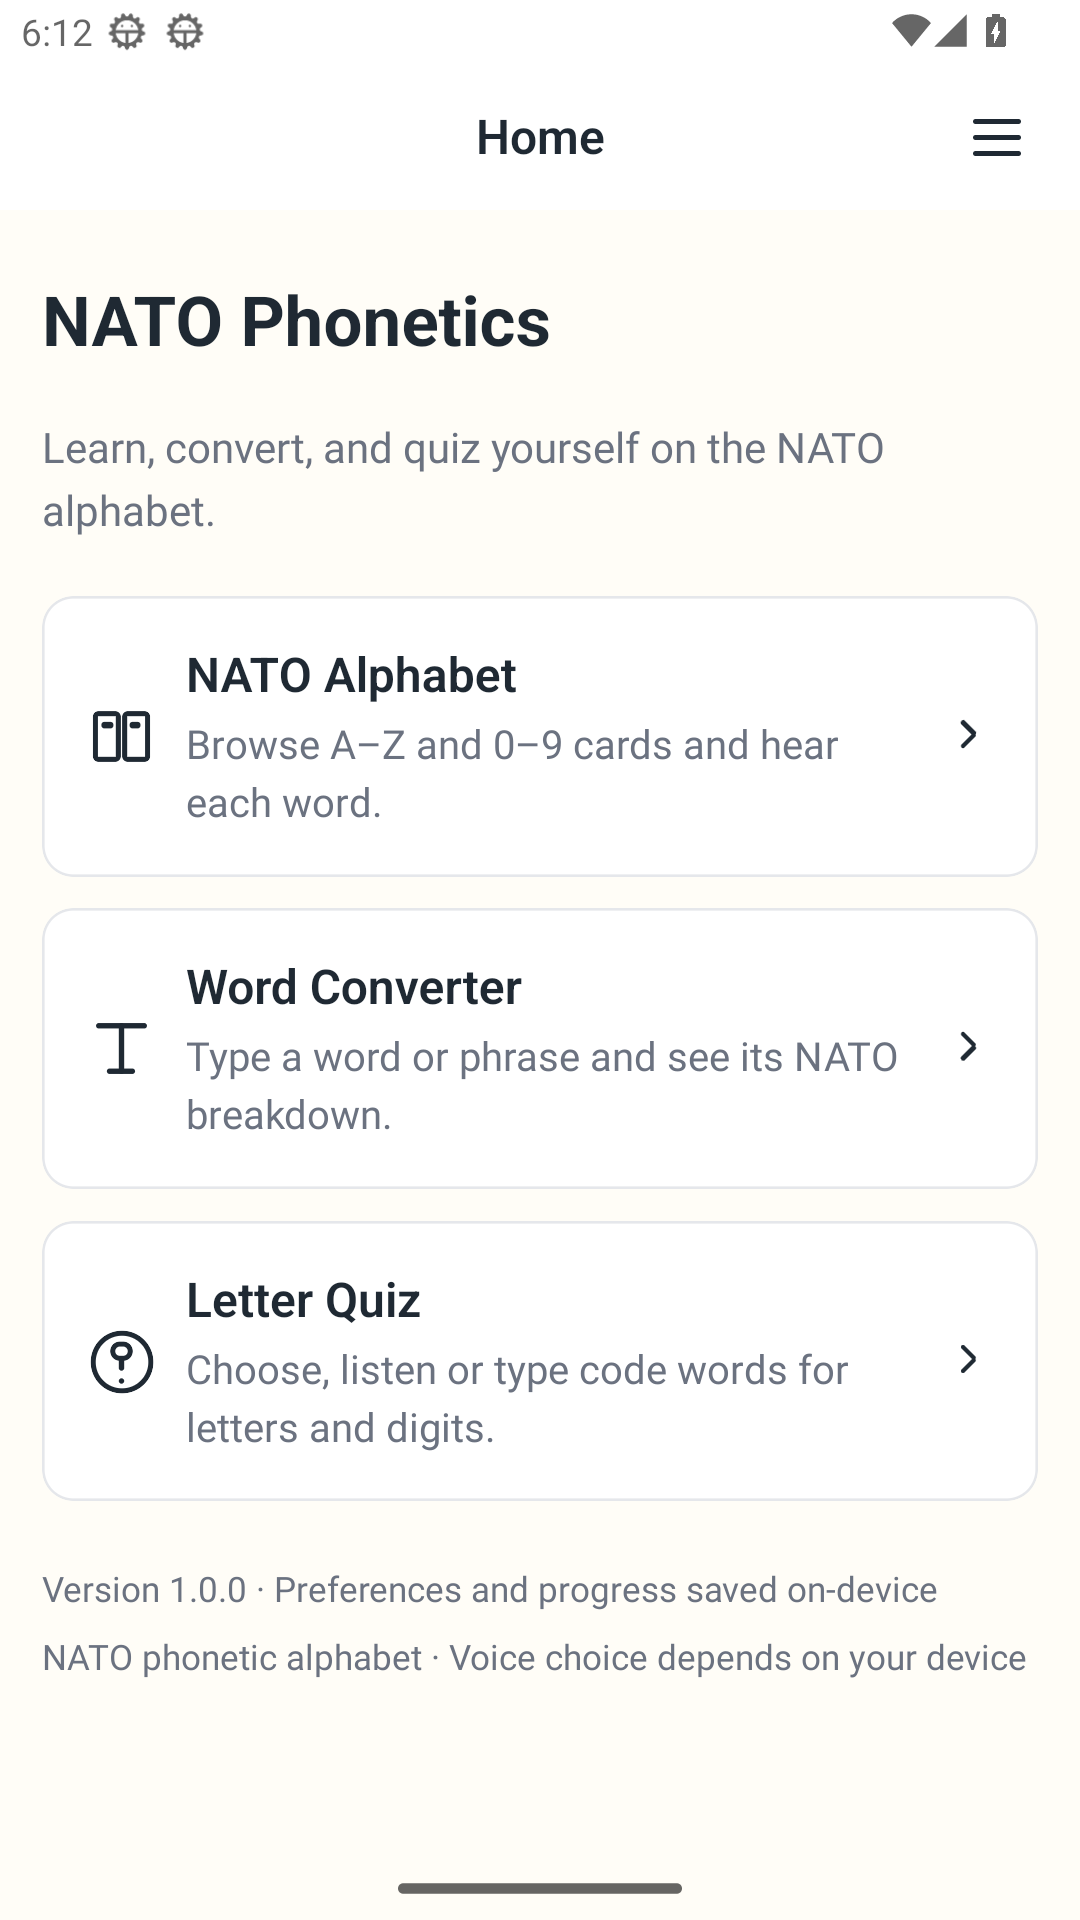 6:12
Home
NATO Phonetics
Learn, convert, and quiz yourself on the NATO
alphabet.
NATO Alphabet
Browse A–Z and 0–9 cards and hear
each word.
Word Converter
Type a word or phrase and see its NATO
breakdown.
Letter Quiz
Choose, listen or type code words for
letters and digits.
Version 1.0.0 · Preferences and progress saved on-device
NATO phonetic alphabet · Voice choice depends on your device